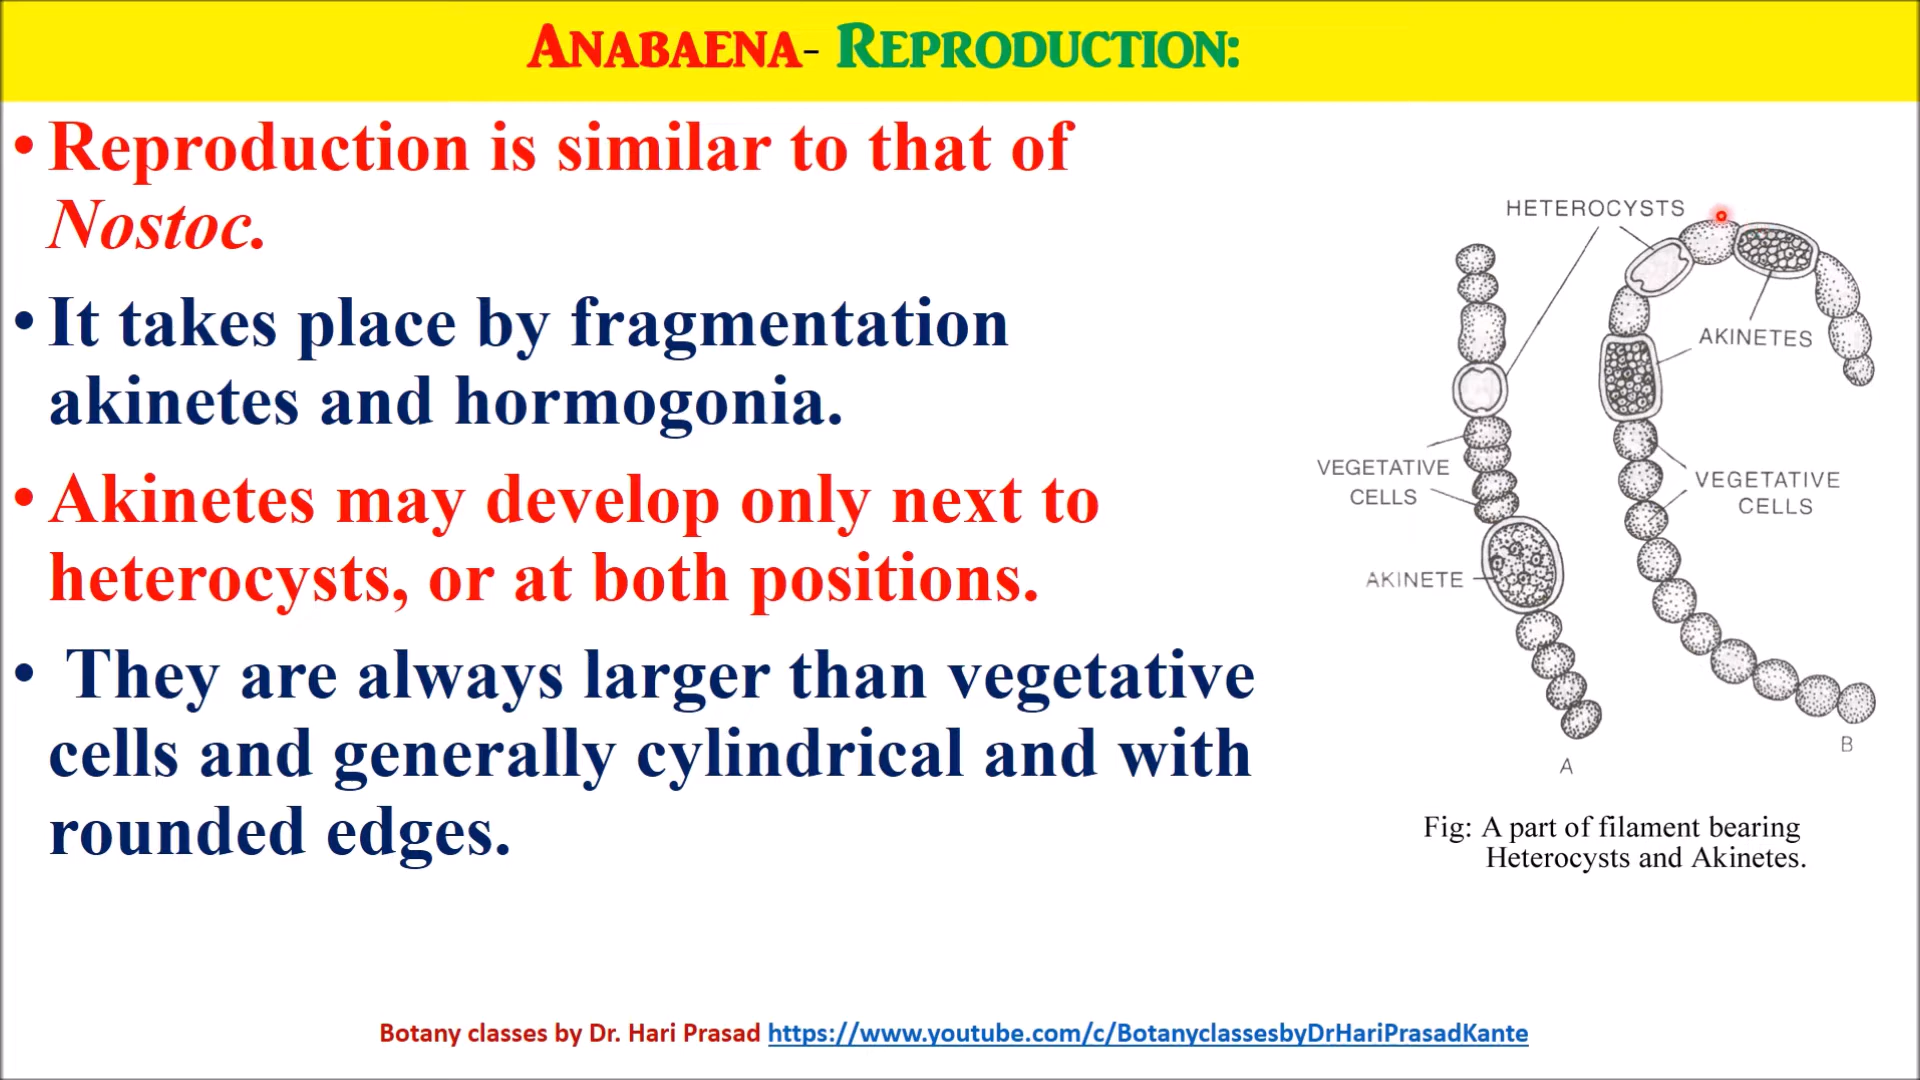 ANABAENA- REPRODUCTION:
• Reproduction is similar to that of
Nostoc.
• It takes place by fragmentation
akinetes and hormogonia.
• Akinetes may develop only next to
heterocysts, or at both positions.
• They are always larger than vegetative
cells and generally cylindrical and with
rounded edges.
HETEROCYSTS
AKINETES
VEGETATIVE
CELLS
VEGETATIVE
CELLS
AKINETE
B
A
Fig: A part of filament bearing
Heterocysts and Akinetes.
Botany classes by Dr. Hari Prasad https://www.youtube.com/c/BotanyclassesbyDrHariPrasadKante